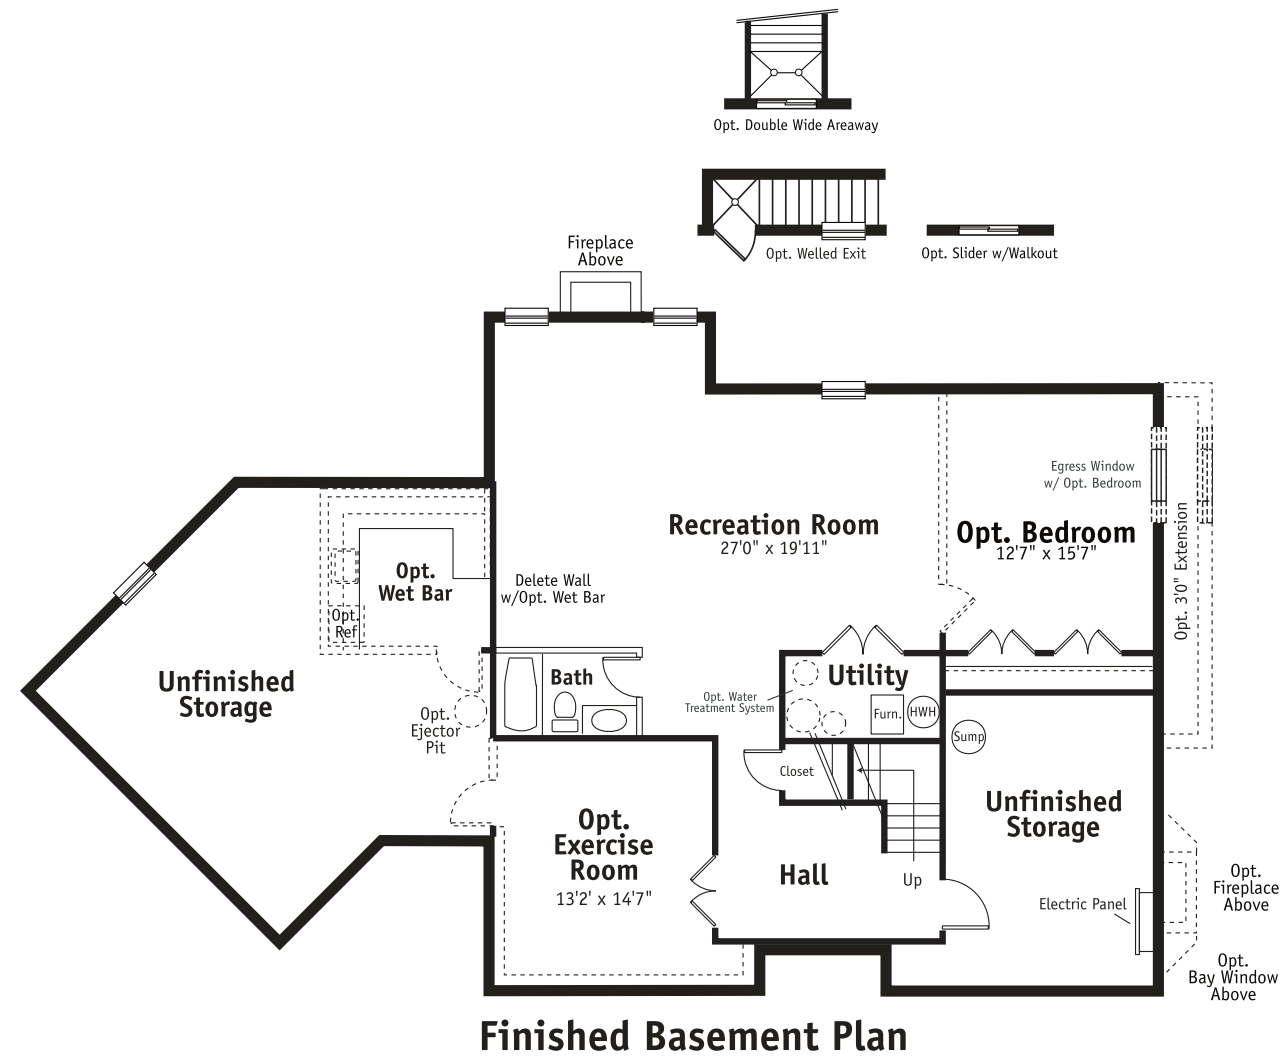 Opt. Double Wide Areaway
Opt. Welled Exit
Opt. Slider w/Walkout
Fireplace
Above
Egress Window
w/ Opt. Bedroom
Recreation Room
27'0" x 19'11"
Opt. Bedroom
12'7" x 15'7"
Opt. 3'0" Extension
Opt.
Wet Bar
Delete Wall
w/Opt. Wet Bar
Opt.
Ref
Unfinished
Storage
Bath
Utility
Opt. Water
Treatment System
Furn.
HWH
Opt.
Ejector
Pit
Sump
Closet
Unfinished
Storage
Opt.
Exercise
Room
13'2' x 14'7"
Hall
Up
Electric Panel
Opt.
Fireplace
Above
Opt.
Bay Window
Above
Finished Basement Plan